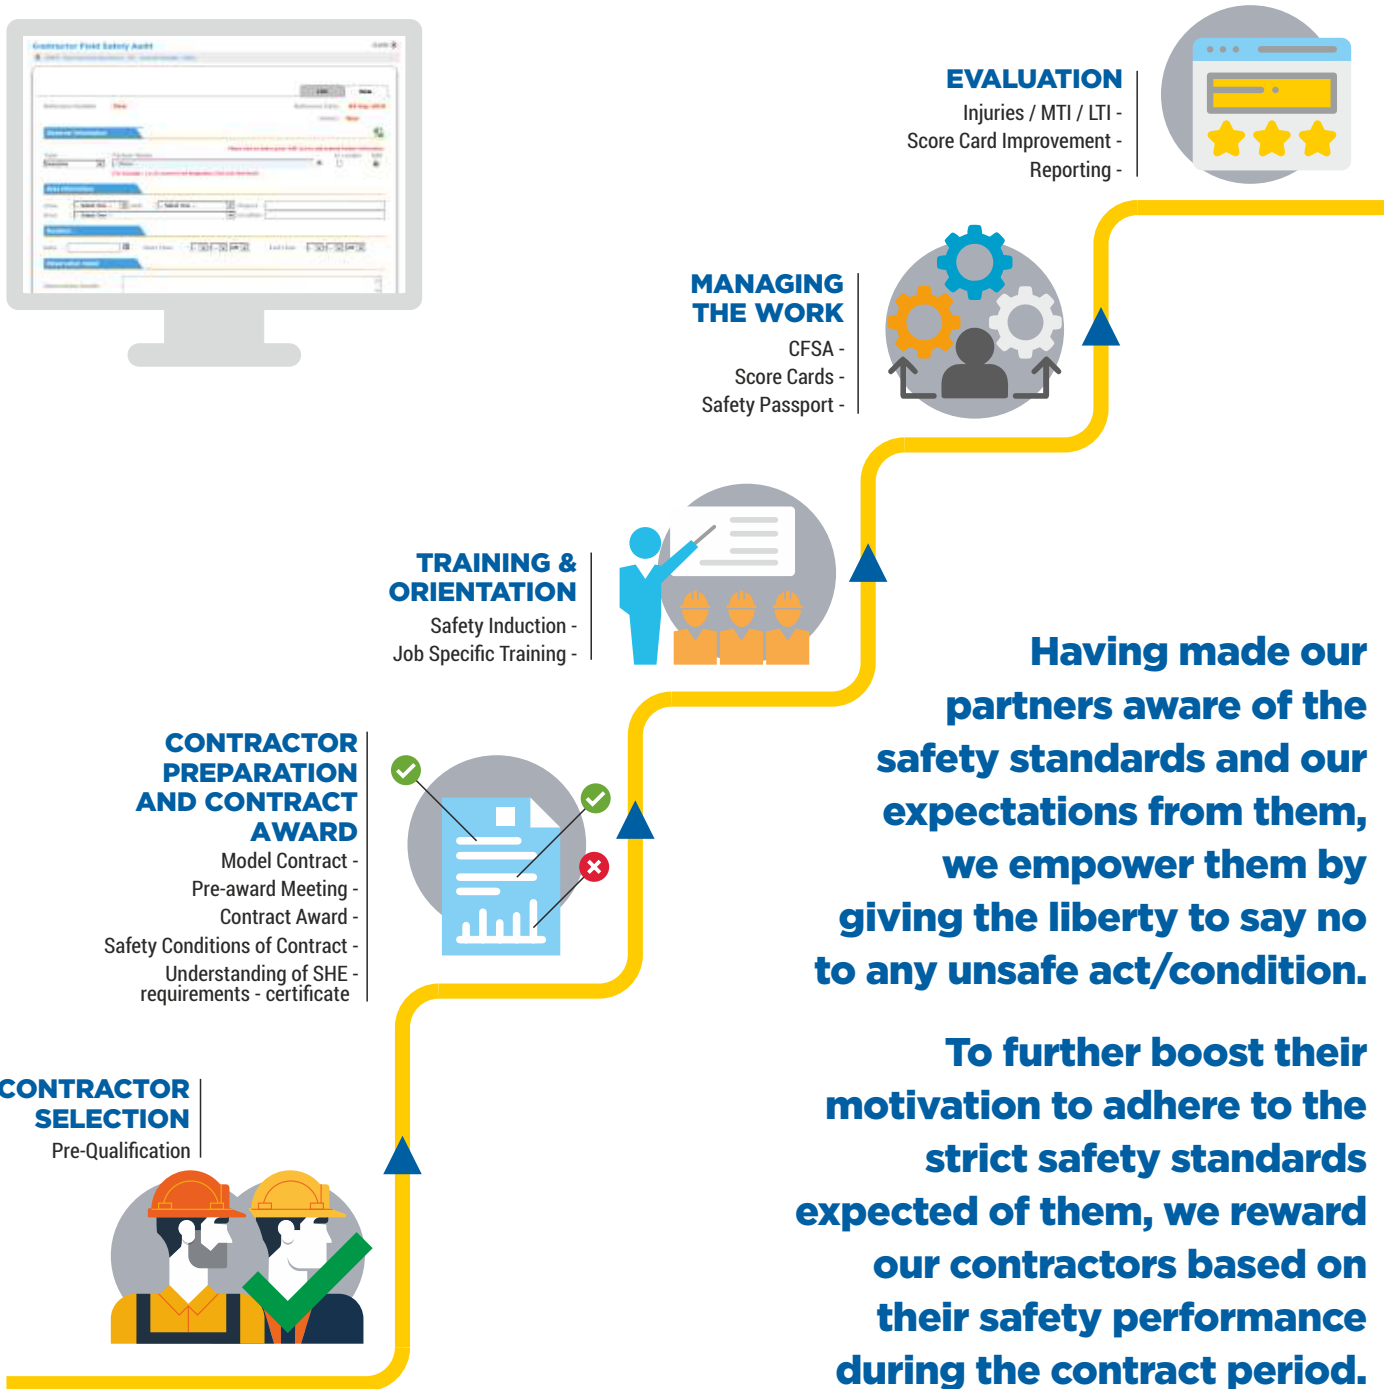 Contractor Field Safety Audit
EVALUATION
Injuries / MTI / LTI -
Score Card Improvement -
Reporting -
MANAGING
THE WORK
CFSA -
Score Cards -
Safety Passport -
TRAINING &
ORIENTATION
Safety Induction -
Job Specific Training -
CONTRACTOR
PREPARATION
AND CONTRACT
AWARD
Model Contract -
Pre-award Meeting -
Contract Award -
Safety Conditions of Contract -
Understanding of SHE -
requirements - certificate
CONTRACTOR
SELECTION
Pre-Qualification
Having made our
partners aware of the
safety standards and our
expectations from them,
we empower them by
giving the liberty to say no
to any unsafe act/condition.
To further boost their
motivation to adhere to the
strict safety standards
expected of them, we reward
our contractors based on
their safety performance
during the contract period.